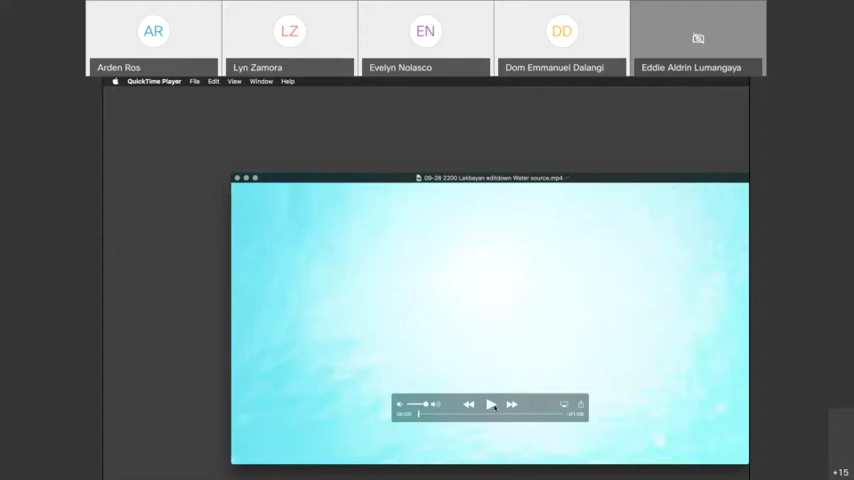 AR
LZ
EN
DD
Arden Ros
Lyn Zamora
Evelyn Nolasco
Dom Emmanuel Dalangi
Eddie Aldrin Lumangaya
QuickTime Player File Edit View Window Help
09-28 2200 Lakbayan editdown Water source.mp4
00:00
-01:08
+15